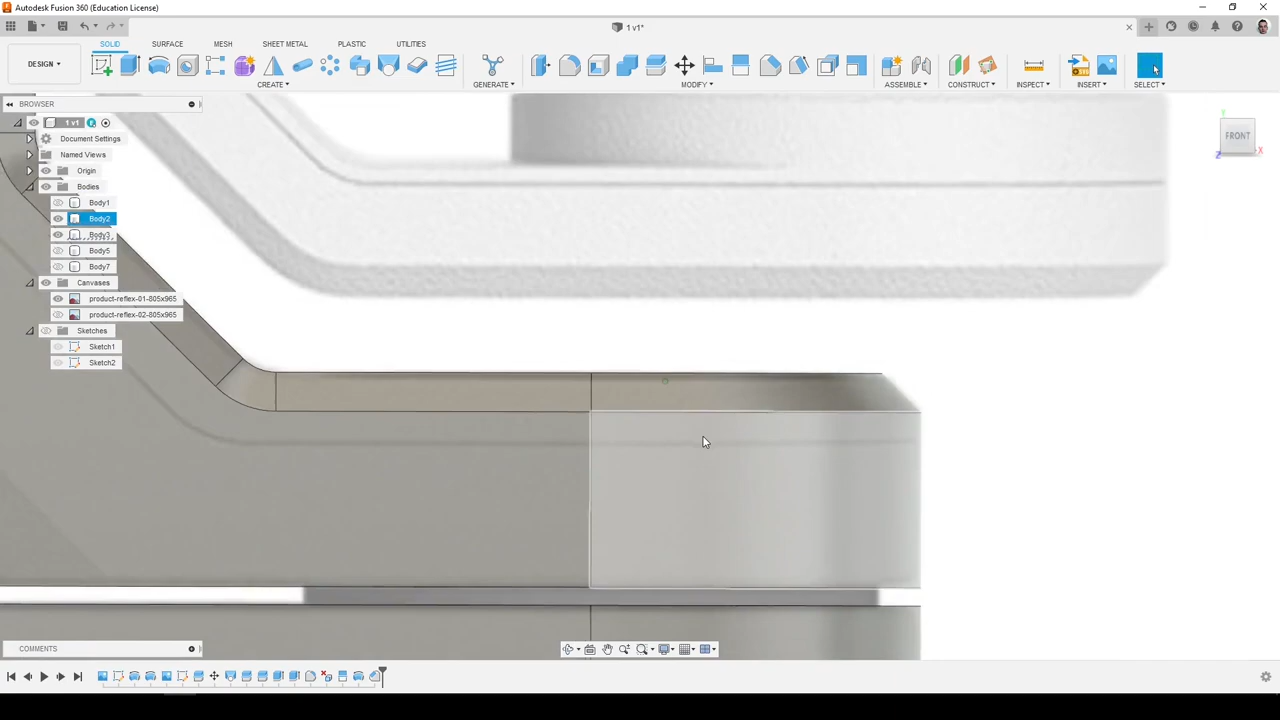 Autodesk Fusion 360 (Education License)
1 v1*
DESIGN
SOLID SURFACE MESH SHEET METAL PLASTIC UTILITIES
CREATE GENERATE MODIFY ASSEMBLE CONSTRUCT INSPECT INSERT SELECT
BROWSER
1 v1
Document Settings
Named Views
Origin
Bodies
Body1
Body2
Body3
Body5
Body7
Canvases
product-reflex-01-805x965
product-reflex-02-805x965
Sketches
Sketch1
Sketch2
Y
FRONT
X
Z
COMMENTS